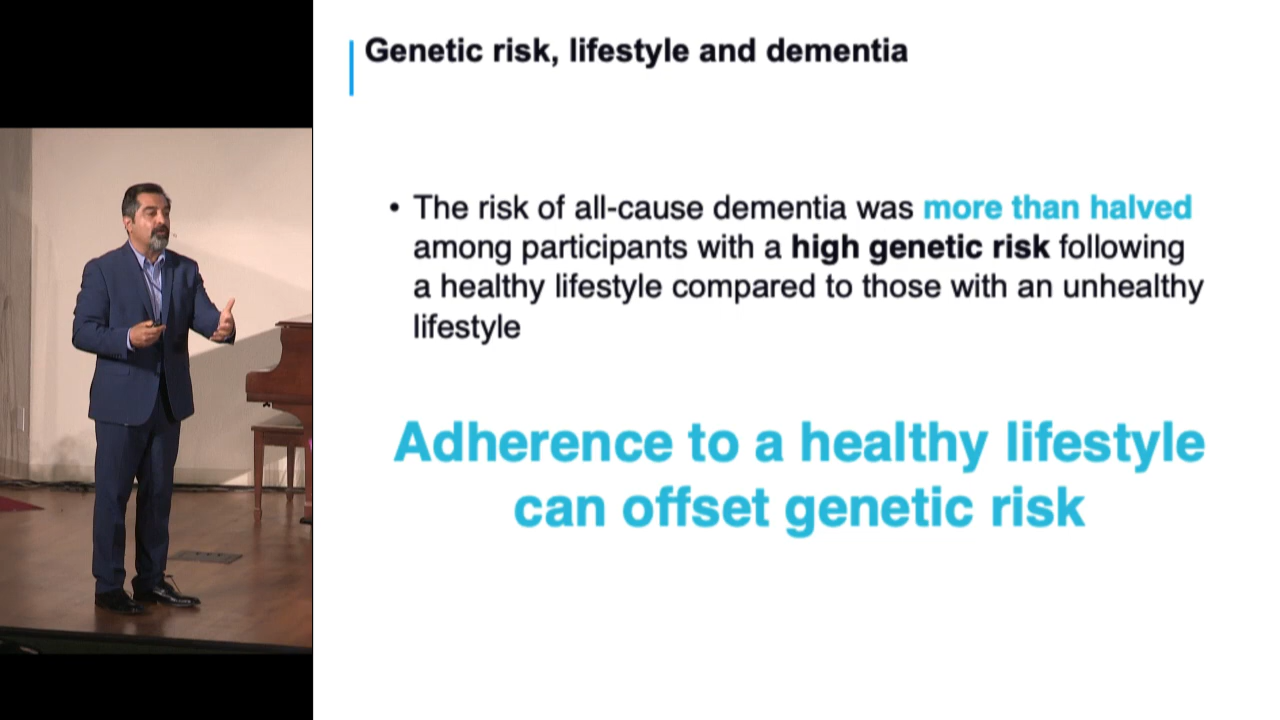 Genetic risk, lifestyle and dementia
• The risk of all-cause dementia was more than halved
among participants with a high genetic risk following
a healthy lifestyle compared to those with an unhealthy
lifestyle
Adherence to a healthy lifestyle
can offset genetic risk